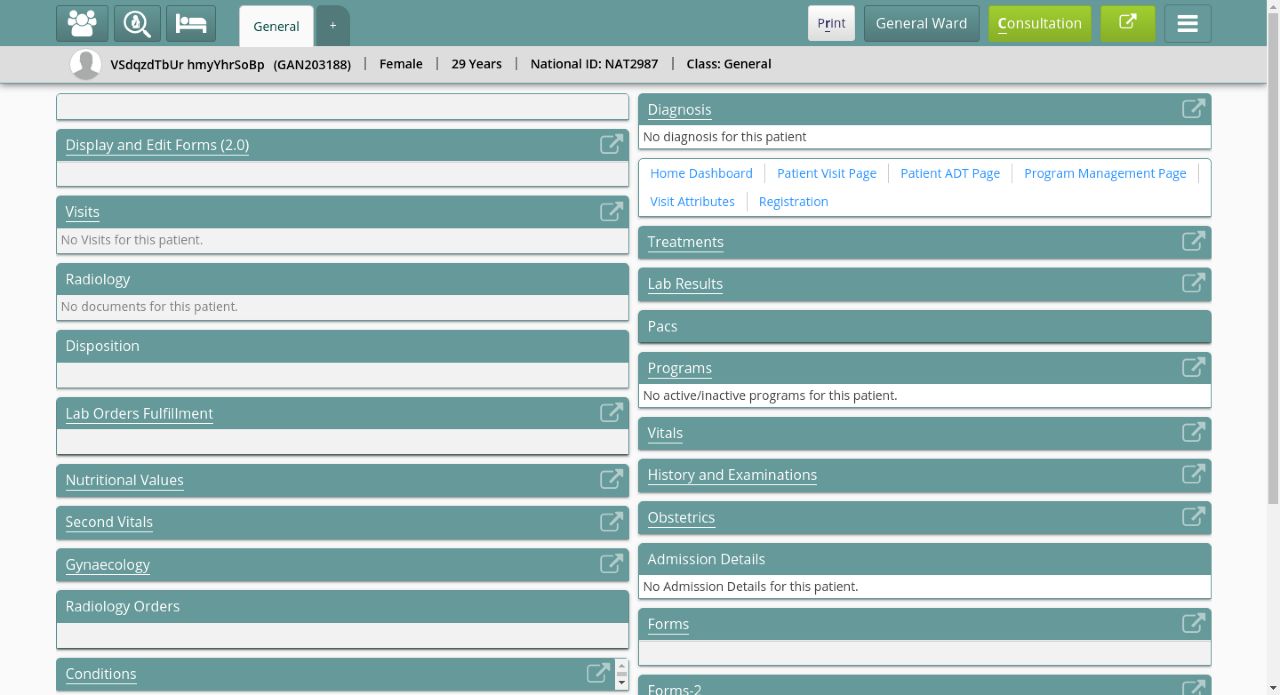 General
+
Print
General Ward
Consultation
VSdqzdTbUr hmyYhrSoBp (GAN203188) | Female | 29 Years | National ID: NAT2987 | Class: General
Display and Edit Forms (2.0)
Visits
No Visits for this patient.
Radiology
No documents for this patient.
Disposition
Lab Orders Fulfillment
Nutritional Values
Second Vitals
Gynaecology
Radiology Orders
Conditions
Diagnosis
No diagnosis for this patient
Home Dashboard | Patient Visit Page | Patient ADT Page | Program Management Page |
Visit Attributes | Registration
Treatments
Lab Results
Pacs
Programs
No active/inactive programs for this patient.
Vitals
History and Examinations
Obstetrics
Admission Details
No Admission Details for this patient.
Forms
Forms-2